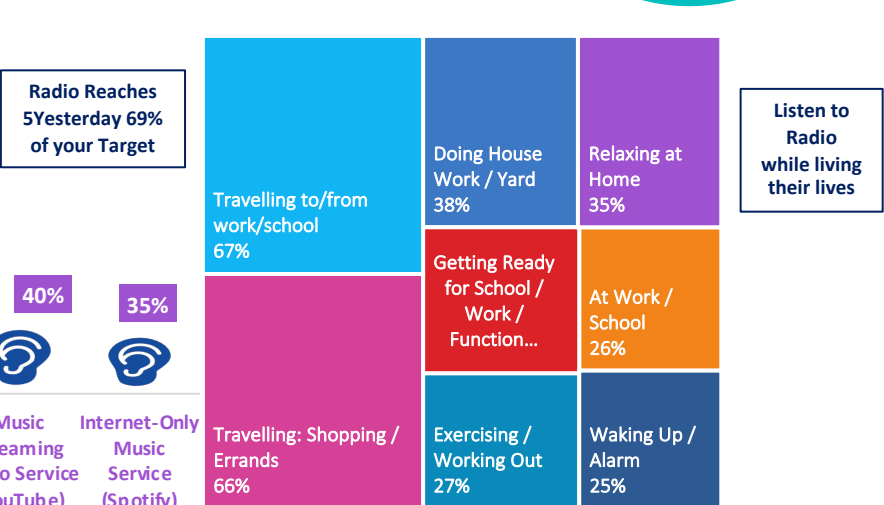 Radio Reaches
5Yesterday 69%
of your Target
40%
35%
Internet-Only
Music
Service
(Spotify)
Travelling to/from
work/school
67%
Travelling: Shopping /
Errands
66%
Doing House
Work / Yard
38%
Relaxing at
Home
35%
Getting Ready
for School /
Work /
Function...
At Work /
School
26%
Exercising /
Working Out
27%
Waking Up /
Alarm
25%
Listen to
Radio
while living
their lives